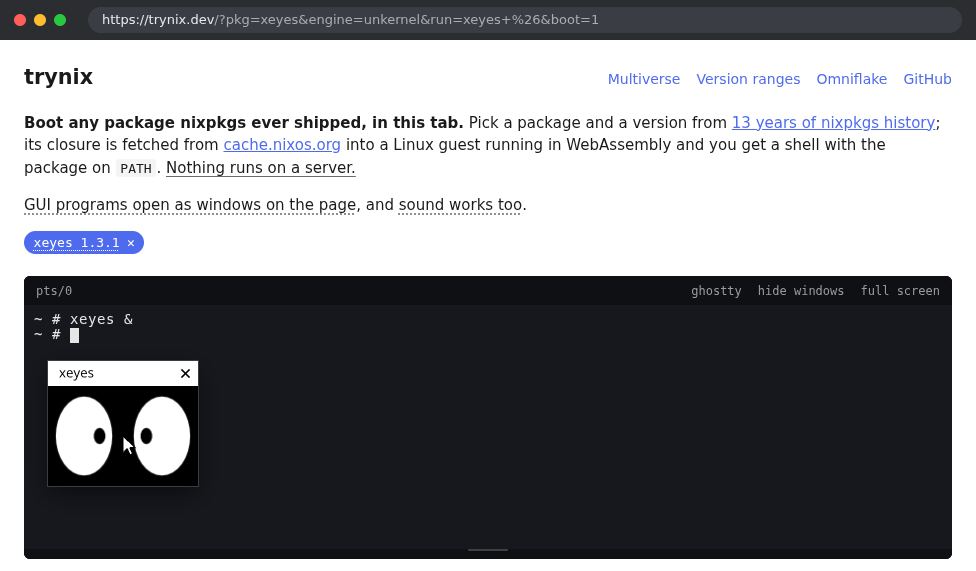 https://trynix.dev/?pkg=xeyes&engine=unkernel&run=xeyes+%26&boot=1
trynix
Multiverse Version ranges Omniflake GitHub
Boot any package nixpkgs ever shipped, in this tab. Pick a package and a version from 13 years of nixpkgs history;
its closure is fetched from cache.nixos.org into a Linux guest running in WebAssembly and you get a shell with the
package on PATH. Nothing runs on a server.
GUI programs open as windows on the page, and sound works too.
xeyes 1.3.1 ×
pts/0
ghostty hide windows full screen
~ # xeyes &
~ #
xeyes ✕